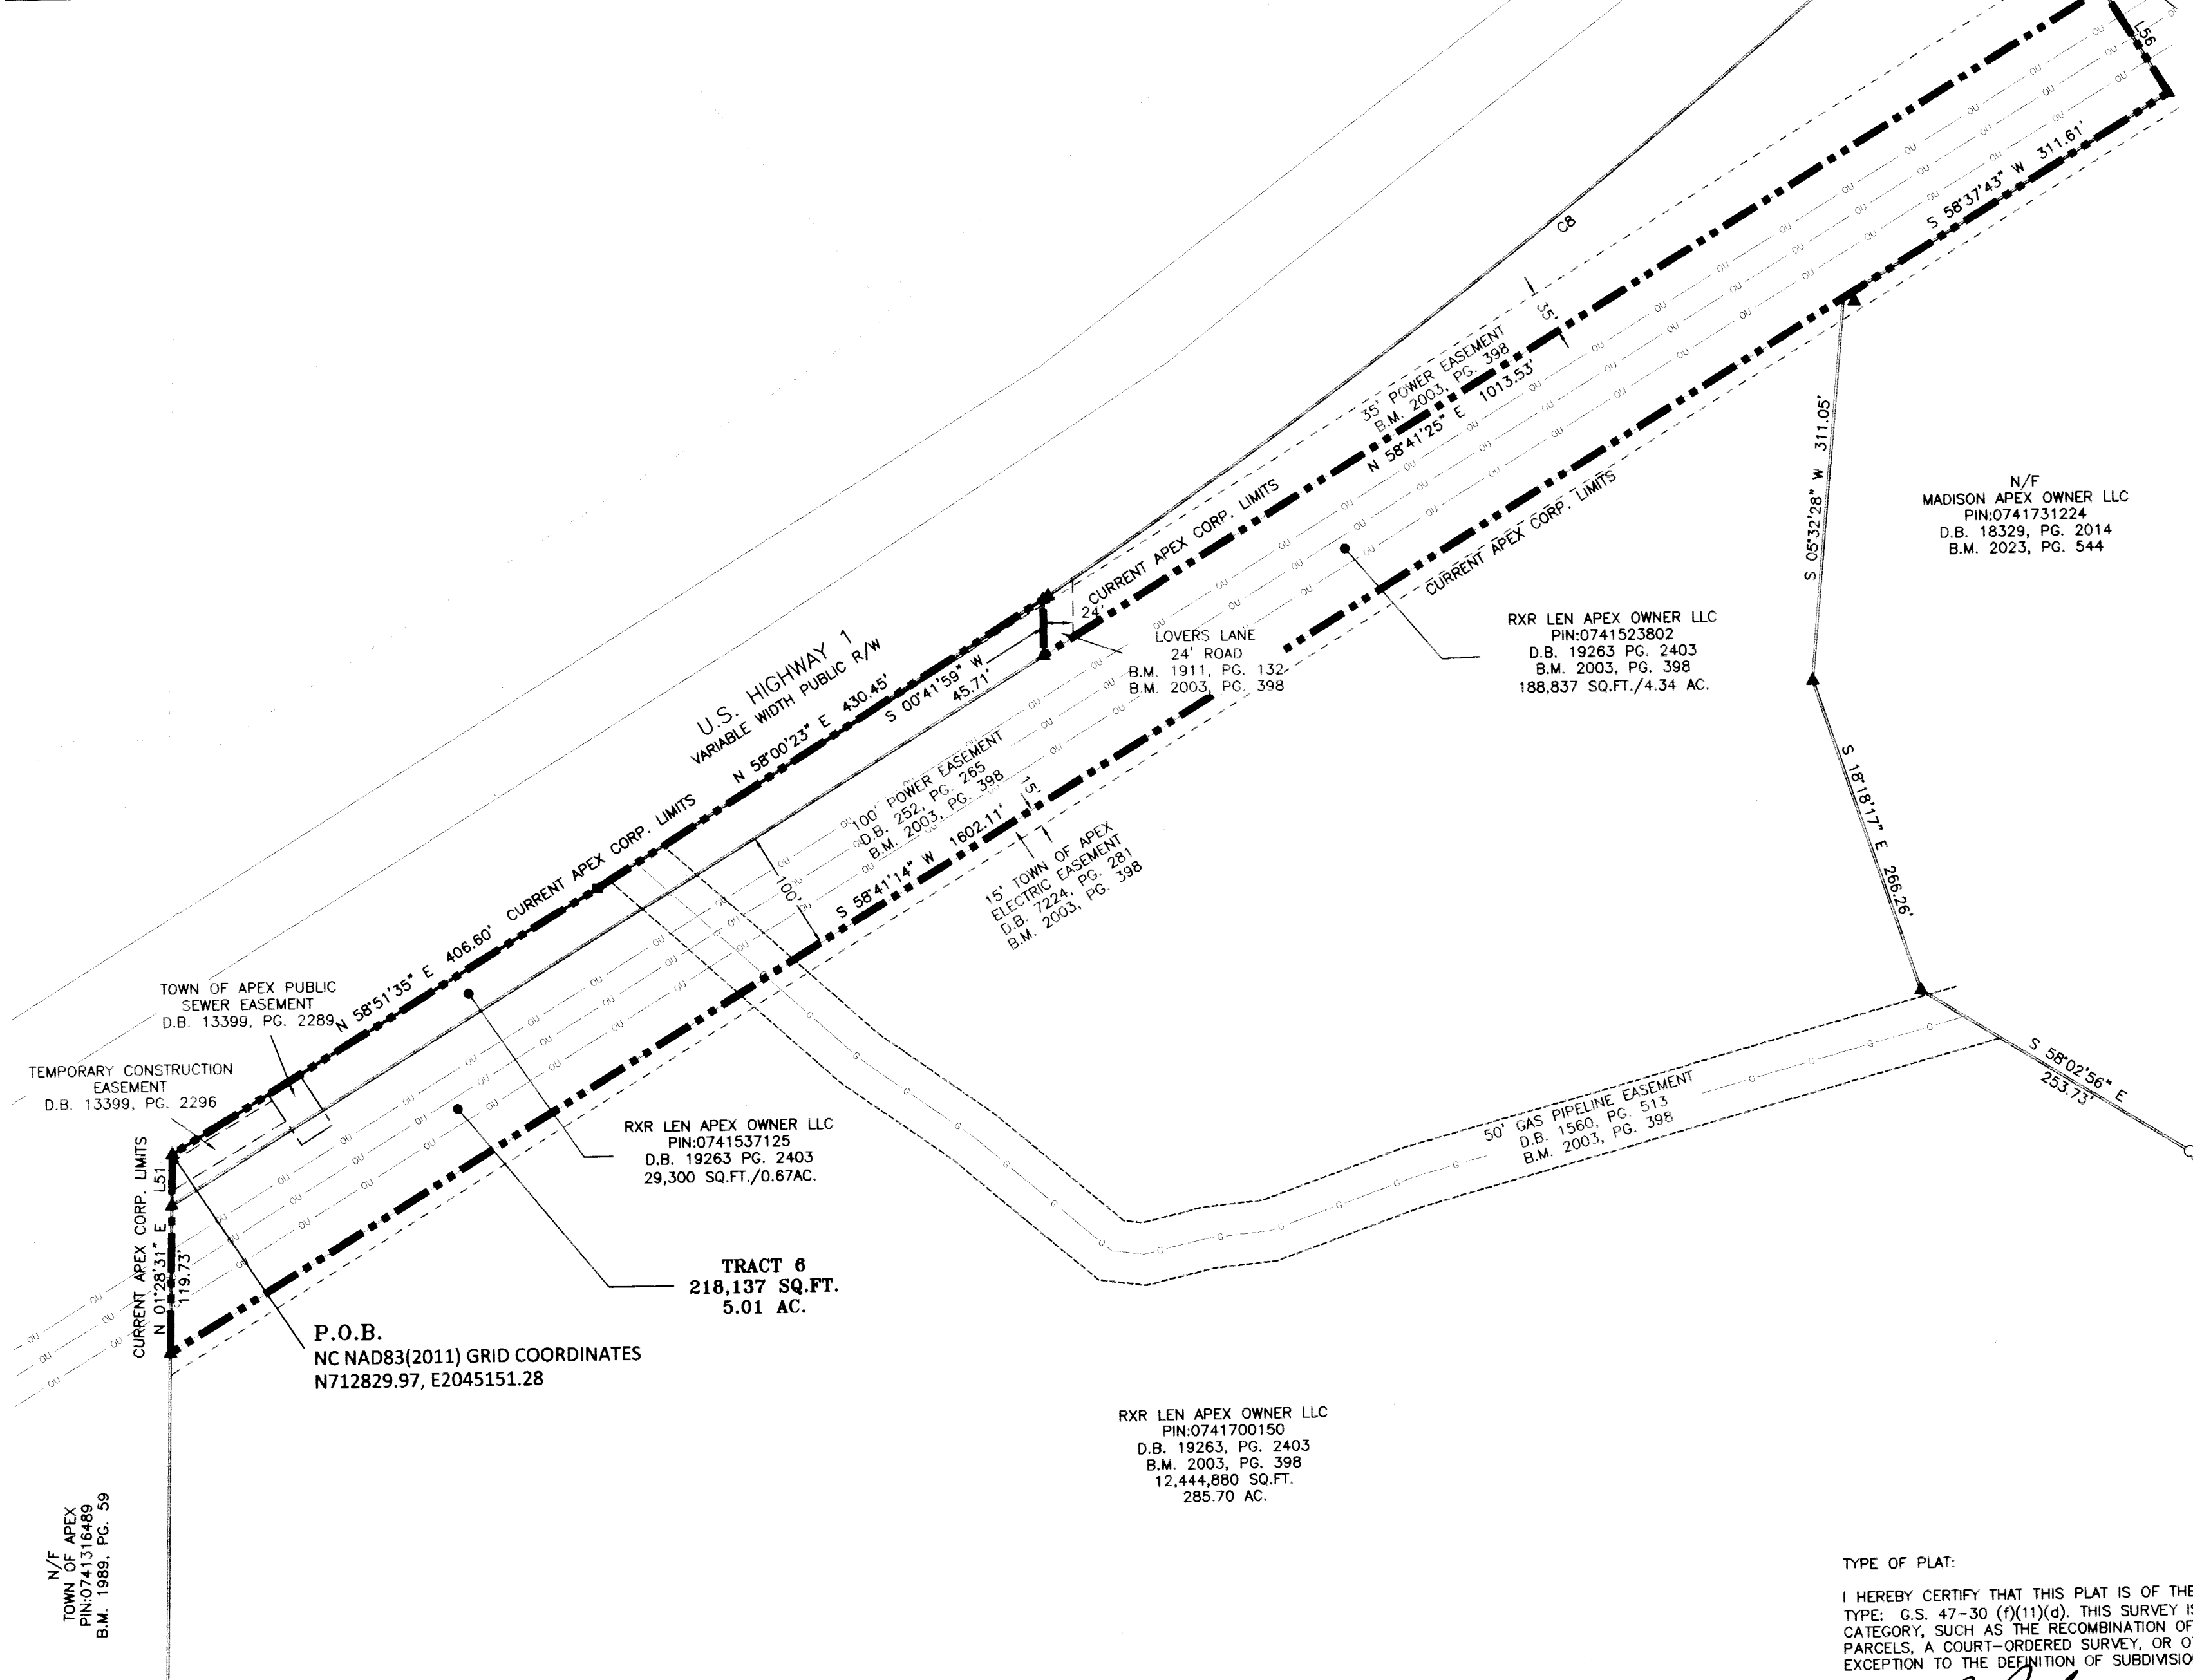 L56
S 58°37'43" W 311.61'
C8
35'
35' POWER EASEMENT
B.M. 2003, PG. 398
N 58°41'25" E 1013.53'
S 05°32'28" W 311.05'
N/F
MADISON APEX OWNER LLC
PIN:0741731224
D.B. 18329, PG. 2014
B.M. 2023, PG. 544
CURRENT APEX CORP. LIMITS
CURRENT APEX CORP. LIMITS
24'
LOVERS LANE
24' ROAD
B.M. 1911, PG. 132
B.M. 2003, PG. 398
RXR LEN APEX OWNER LLC
PIN:0741523802
D.B. 19263 PG. 2403
B.M. 2003, PG. 398
188,837 SQ.FT./4.34 AC.
U.S. HIGHWAY 1
VARIABLE WIDTH PUBLIC R/W
N 58°00'23" E 430.45'
S 00°41'59" W
45.71'
S 18°18'17" E 266.26'
100' POWER EASEMENT
D.B. 252, PG. 265
B.M. 2003, PG. 398
15'
S 58°41'14" W 1602.11'
100'
15' TOWN OF APEX
ELECTRIC EASEMENT
D.B. 7224, PG. 281
B.M. 2003, PG. 398
CURRENT APEX CORP. LIMITS
N 58°51'35" E 406.60'
TOWN OF APEX PUBLIC
SEWER EASEMENT
D.B. 13399, PG. 2289
TEMPORARY CONSTRUCTION
EASEMENT
D.B. 13399, PG. 2296
S 58°02'56" E
253.73'
50' GAS PIPELINE EASEMENT
D.B. 1560, PG. 513
B.M. 2003, PG. 398
RXR LEN APEX OWNER LLC
PIN:0741537125
D.B. 19263 PG. 2403
29,300 SQ.FT./0.67AC.
CURRENT APEX CORP. LIMITS
L51
N 01°28'31" E
119.73'
TRACT 6
218,137 SQ.FT.
5.01 AC.
P.O.B.
NC NAD83(2011) GRID COORDINATES
N712829.97, E2045151.28
RXR LEN APEX OWNER LLC
PIN:0741700150
D.B. 19263, PG. 2403
B.M. 2003, PG. 398
12,444,880 SQ.FT.
285.70 AC.
N/F
TOWN OF APEX
PIN:0741316489
B.M. 1989, PG. 59
TYPE OF PLAT:
I HEREBY CERTIFY THAT THIS PLAT IS OF THE
TYPE: G.S. 47-30 (f)(11)(d). THIS SURVEY IS
CATEGORY, SUCH AS THE RECOMBINATION OF
PARCELS, A COURT-ORDERED SURVEY, OR
EXCEPTION TO THE DEFINITION OF